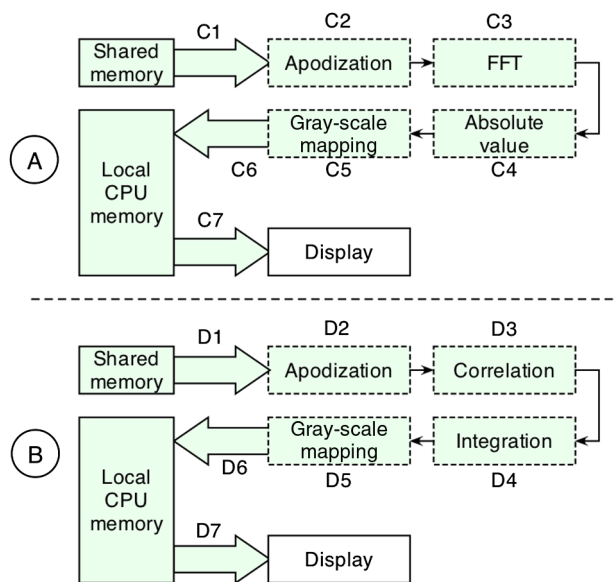 C1
C2
C3
Shared
memory
Apodization
FFT
A
Local
CPU
memory
Gray-scale
mapping
Absolute
value
C6
C5
C4
C7
Display
D1
D2
D3
Shared
memory
Apodization
Correlation
B
Local
CPU
memory
Gray-scale
mapping
Integration
D6
D5
D4
D7
Display